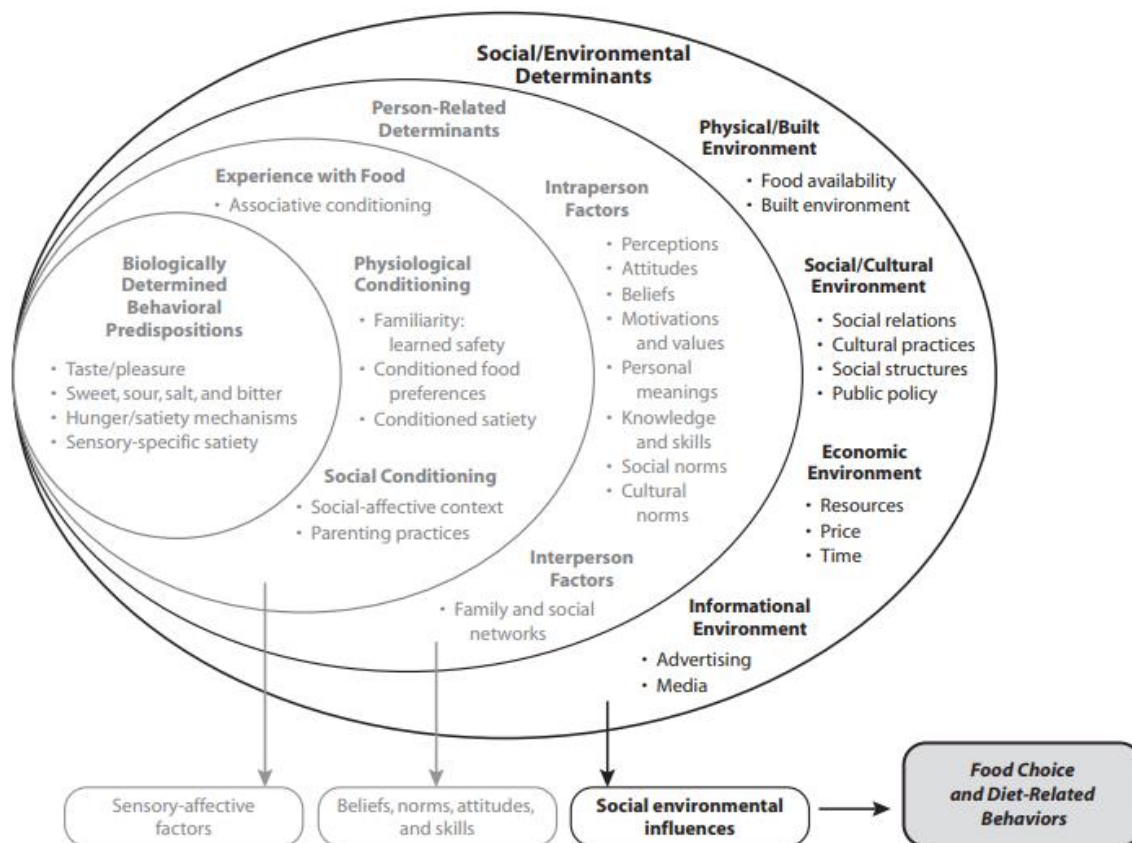 Social/Environmental
Determinants
Person-Related
Determinants
Physical/Built
Environment
• Food availability
• Built environment
Experience with Food
• Associative conditioning
Intraperson
Factors
• Perceptions
• Attitudes
• Beliefs
• Motivations
and values
• Personal
meanings
• Knowledge
and skills
• Social norms
• Cultural
norms
Biologically
Determined
Behavioral
Predispositions
• Taste/pleasure
• Sweet, sour, salt, and bitter
• Hunger/satiety mechanisms
• Sensory-specific satiety
Physiological
Conditioning
• Familiarity:
learned safety
• Conditioned food
preferences
• Conditioned satiety
Social/Cultural
Environment
• Social relations
• Cultural practices
• Social structures
• Public policy
Social Conditioning
• Social-affective context
• Parenting practices
Economic
Environment
• Resources
• Price
• Time
Interperson
Factors
• Family and social
networks
Informational
Environment
• Advertising
• Media
Sensory-affective
factors
Beliefs, norms, attitudes,
and skills
Social environmental
influences
Food Choice
and Diet-Related
Behaviors